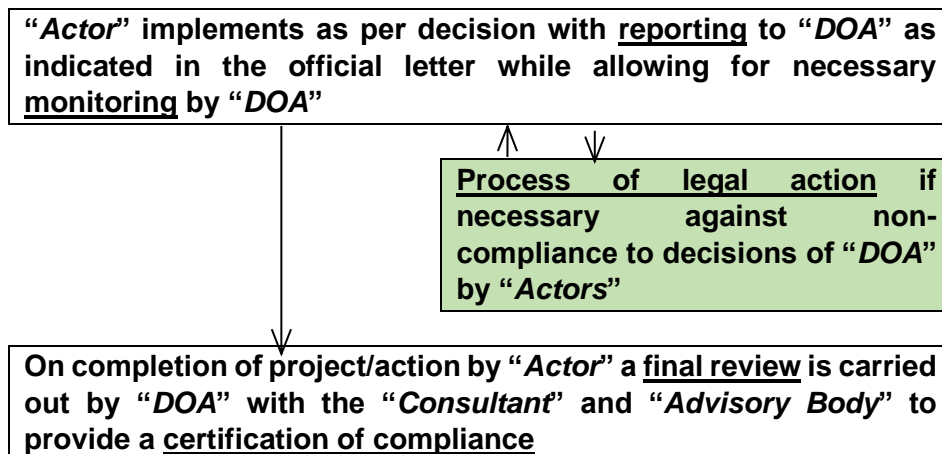 “Actor” implements as per decision with reporting to “DOA” as
indicated in the official letter while allowing for necessary
monitoring by “DOA”
Process of legal action if
necessary against non-
compliance to decisions of “DOA”
by “Actors”
On completion of project/action by “Actor” a final review is carried
out by “DOA” with the “Consultant” and “Advisory Body” to
provide a certification of compliance